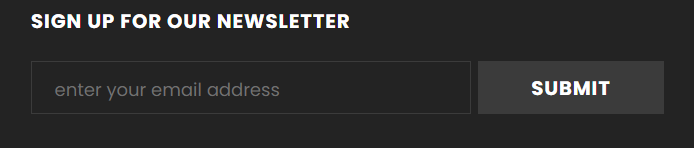 SIGN UP FOR OUR NEWSLETTER
enter your email address
SUBMIT